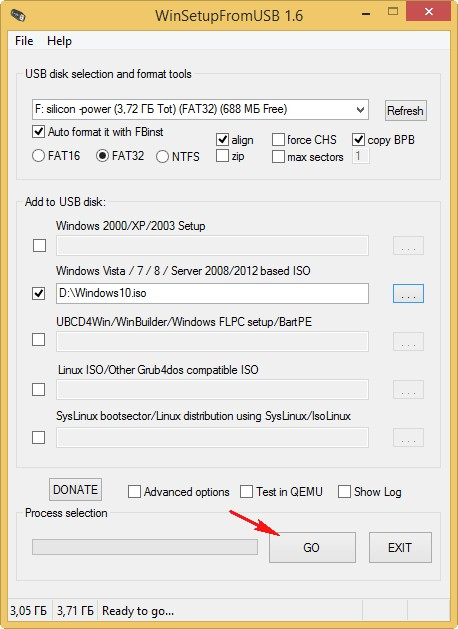 WinSetupFromUSB 1.6
File Help
USB disk selection and format tools
F: silicon -power (3,72 ГБ Tot) (FAT32) (688 МБ Free)
Refresh
Auto format it with FBinst
align
force CHS
copy BPB
FAT16
FAT32
NTFS
zip
max sectors
1
Add to USB disk:
Windows 2000/XP/2003 Setup
...
Windows Vista / 7 / 8 / Server 2008/2012 based ISO
D:\Windows10.iso
...
UBCD4Win/WinBuilder/Windows FLPC setup/BartPE
...
Linux ISO/Other Grub4dos compatible ISO
...
SysLinux bootsector/Linux distribution using SysLinux/IsoLinux
...
DONATE
Advanced options
Test in QEMU
Show Log
Process selection
GO
EXIT
3,05 ГБ 3,71 ГБ Ready to go...